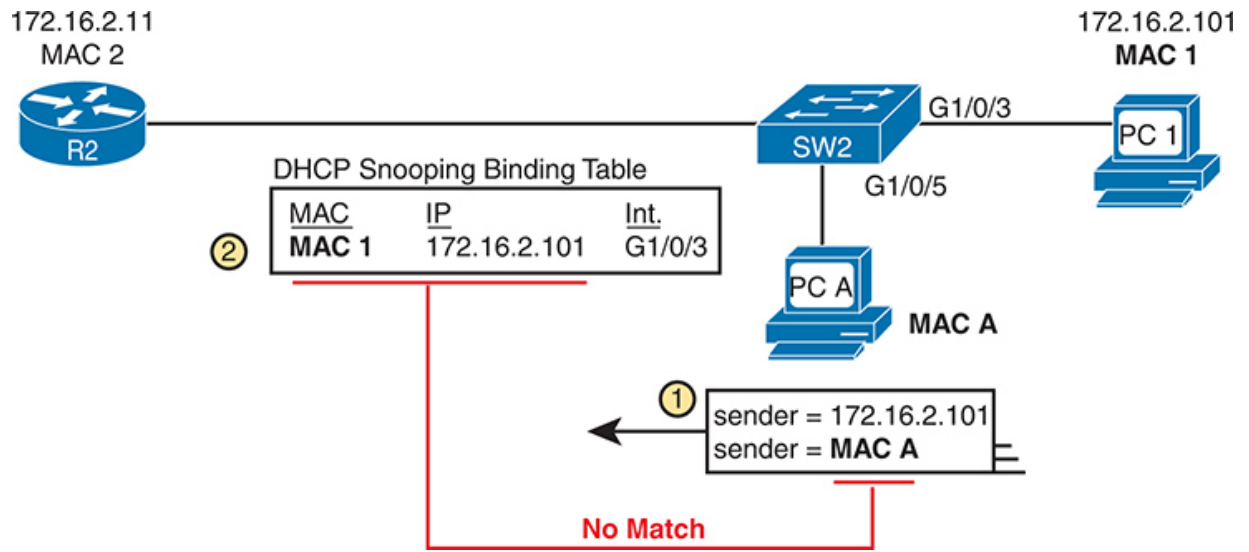 172.16.2.11
MAC 2
R2
172.16.2.101
MAC 1
G1/0/3
PC 1
SW2
G1/0/5
DHCP Snooping Binding Table
MAC IP Int.
2
MAC 1 172.16.2.101 G1/0/3
PC A
MAC A
1
sender = 172.16.2.101
sender = MAC A
No Match